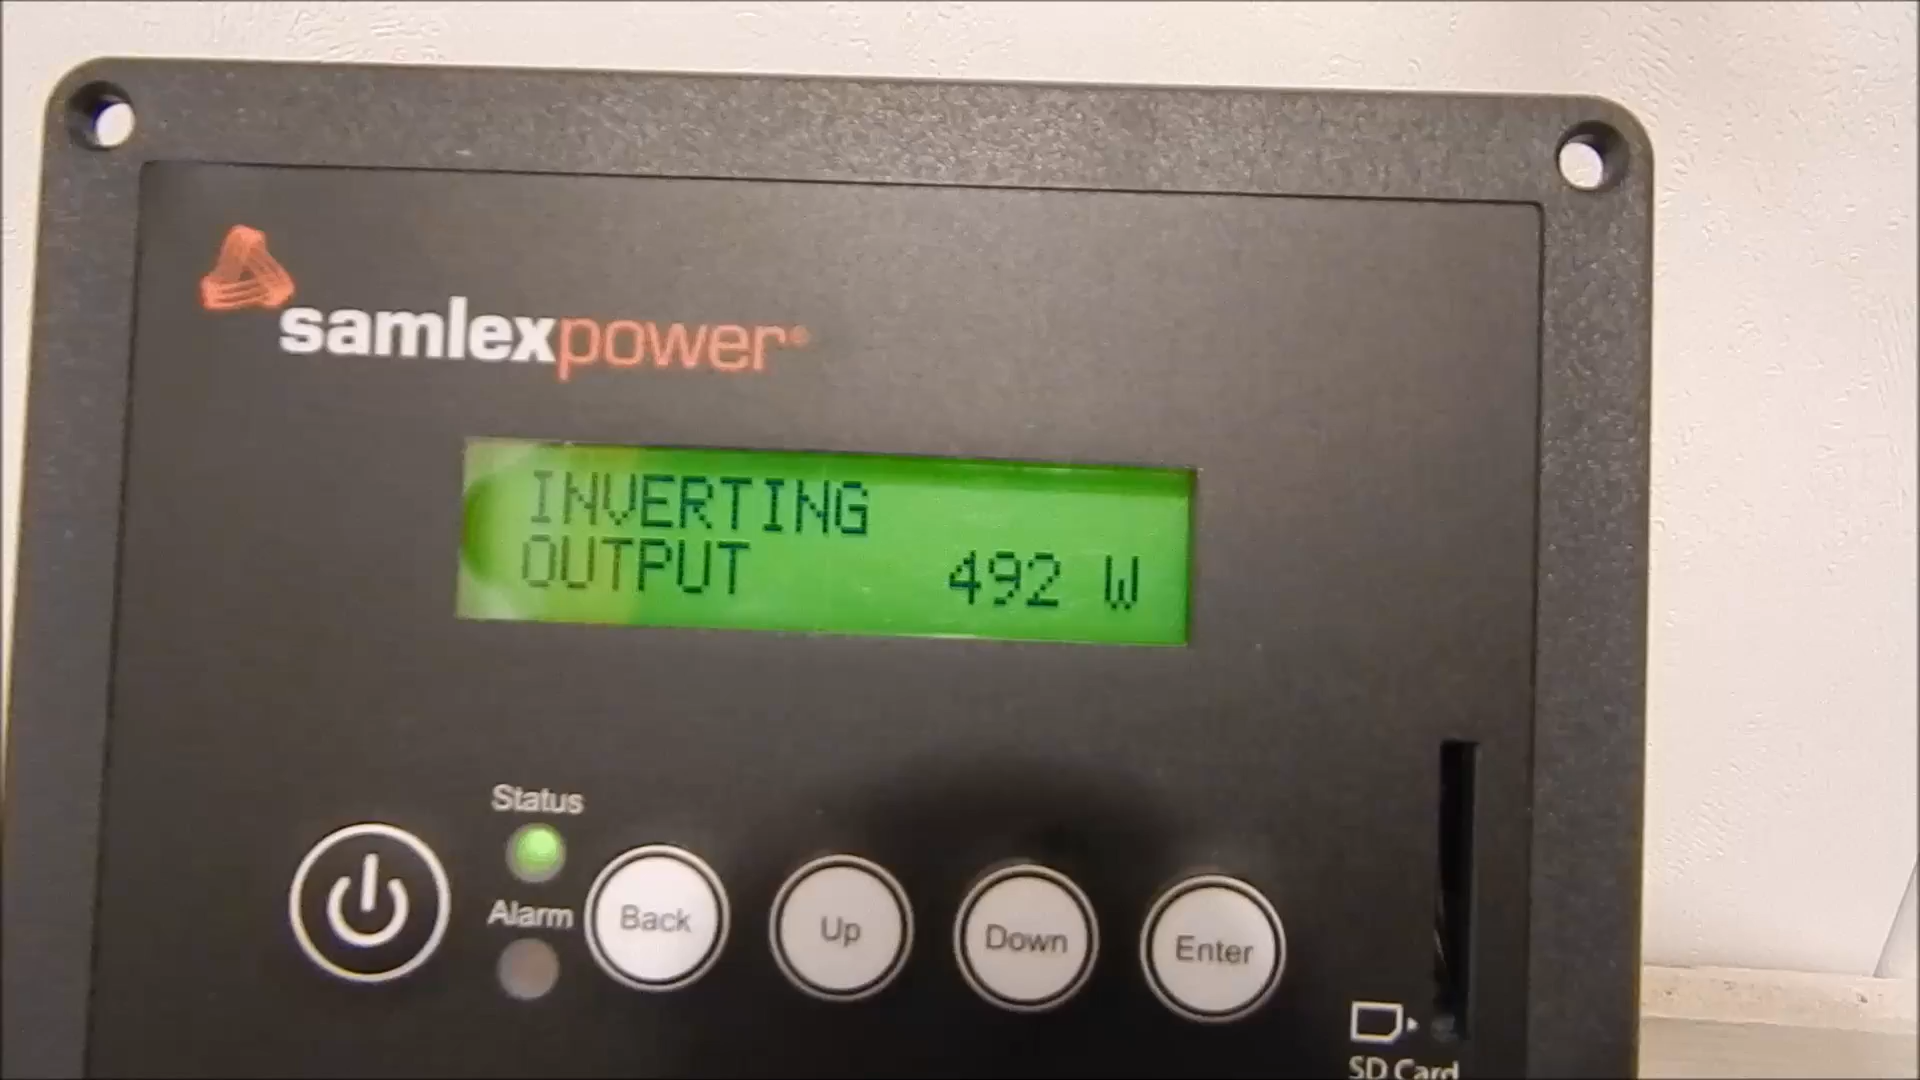 samlexpower®
INVERTING
OUTPUT 492 W
Status
Alarm
Back
Up
Down
Enter
SD Card